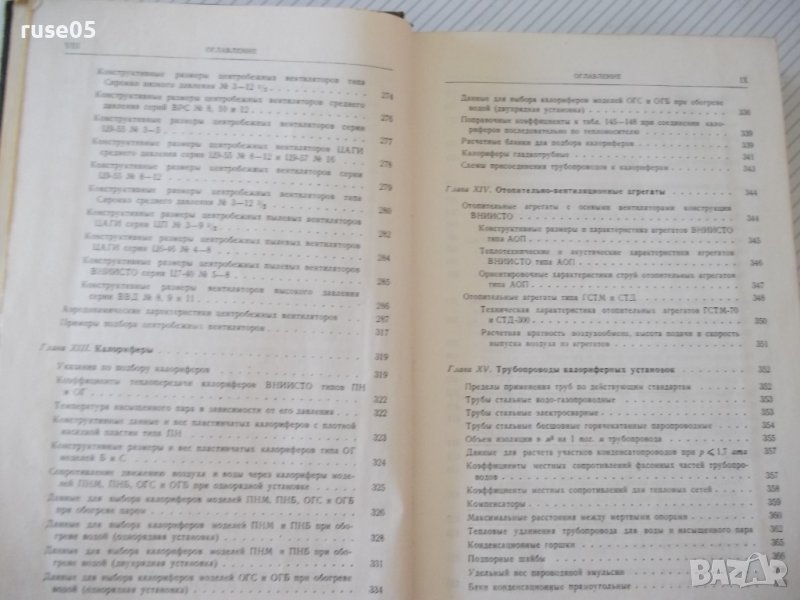 ruse05
VIII
ОГЛАВЛЕНИЕ
Конструктивные размеры центробежных вентиляторов типа
Сирокко низкого давления № 3—12 1/2
274
Конструктивные размеры центробежных вентиляторов среднего
давления серий ВРС № 8, 10 и 12
276
Конструктивные размеры центробежных вентиляторов серии
Ц9-55 № 3—5
277
Конструктивные размеры центробежных вентиляторов ЦАГИ
среднего давления серии Ц9-55 № 6—12 и Ц9-57 № 16
278
Конструктивные размеры центробежных вентиляторов серии
Ц9-55 № 8—12
279
Конструктивные размеры центробежных вентиляторов типа
Сирокко среднего давления № 3—12 1/2
280
Конструктивные размеры центробежных пылевых вентиляторов
ЦАГИ серии ЦП № 3—9
282
Конструктивные размеры центробежных пылевых вентиляторов
ЦАГИ серии Ц6-46 № 4—8
284
Конструктивные размеры центробежных пылевых вентиляторов
ВНИИСТО серии Ц7-40 № 5—8
285
Конструктивные размеры вентиляторов высокого давления
серии ВВД № 8, 9 и 11
286
Аэродинамические характеристики центробежных вентиляторов
287
Примеры подбора центробежных вентиляторов
317
Глава XIII. Калориферы
319
Указания по подбору калориферов
319
Коэффициенты теплопередачи калориферов ВНИИСТО типов ПН
и ОГ
322
Температура насыщенного пара в зависимости от его давления
322
Конструктивные данные и вес пластинчатых калориферов с плотной
насадкой пластин типа ПН
323
Конструктивные размеры и вес пластинчатых калориферов типа ОГ
моделей Б и С
324
Сопротивление движению воздуха и воды через калориферы моде-
лей ПНМ, ПНБ, ОГС и ОГБ при однорядной установке
325
Данные для выбора калориферов моделей ПНМ, ПНБ, ОГС и ОГБ
при обогреве паром
326
Данные для выбора калориферов моделей ПНМ и ПНБ при обо-
греве водой (однорядная установка)
328
Данные для выбора калориферов моделей ПНМ и ПНБ при обо-
греве водой (двухрядная установка)
331
Данные для выбора калориферов моделей ОГС и ОГБ при обогреве
водой (однорядная установка)
334
ОГЛАВЛЕНИЕ
IX
Данные для выбора калориферов моделей ОГС и ОГБ при обогреве
водой (двухрядная установка)
336
Поправочные коэффициенты к табл. 145—148 при соединении кало-
риферов последовательно по теплоносителю
339
Расчетные бланки для подбора калориферов
339
Калориферы гладкотрубные
341
Схемы присоединения трубопроводов к калориферам
343
Глава XIV. Отопительно-вентиляционные агрегаты
344
Отопительные агрегаты с осевыми вентиляторами конструкции
ВНИИСТО
344
Конструктивные размеры и характеристика агрегатов ВНИИСТО
типа АОП
345
Теплотехнические и акустические характеристики агрегатов
ВНИИСТО типа АОП
346
Ориентировочные характеристики струй отопительных агрегатов
типа АОП
347
Отопительные агрегаты типа ГСТМ и СТД
348
Техническая характеристика отопительных агрегатов ГСТМ-70
и СТД-300
350
Расчетная кратность воздухообмена, высота подачи и скорость
выпуска воздуха из агрегатов
351
Глава XV. Трубопроводы калориферных установок
352
Пределы применения труб по действующим стандартам
352
Трубы стальные водо-газопроводные
352
Трубы стальные электросварные
353
Трубы стальные бесшовные горячекатаные паропроводные
354
Объем изоляции в м³ на 1 пог. м трубопровода
355
Данные для расчета участков конденсатопроводов при p ⩽ 1,7 ата
357
Коэффициенты местных сопротивлений фасонных частей трубопро-
водов
357
Коэффициенты местных сопротивлений для тепловых сетей
358
Компенсаторы
359
Максимальные расстояния между мертвыми опорами
360
Тепловые удлинения трубопровода для воды и насыщенного пара
362
Конденсационные горшки
362
Подпорные шайбы
366
Удельный вес пароводяной эмульсии
Баки конденсационные прямоугольные
BAZAR.bg